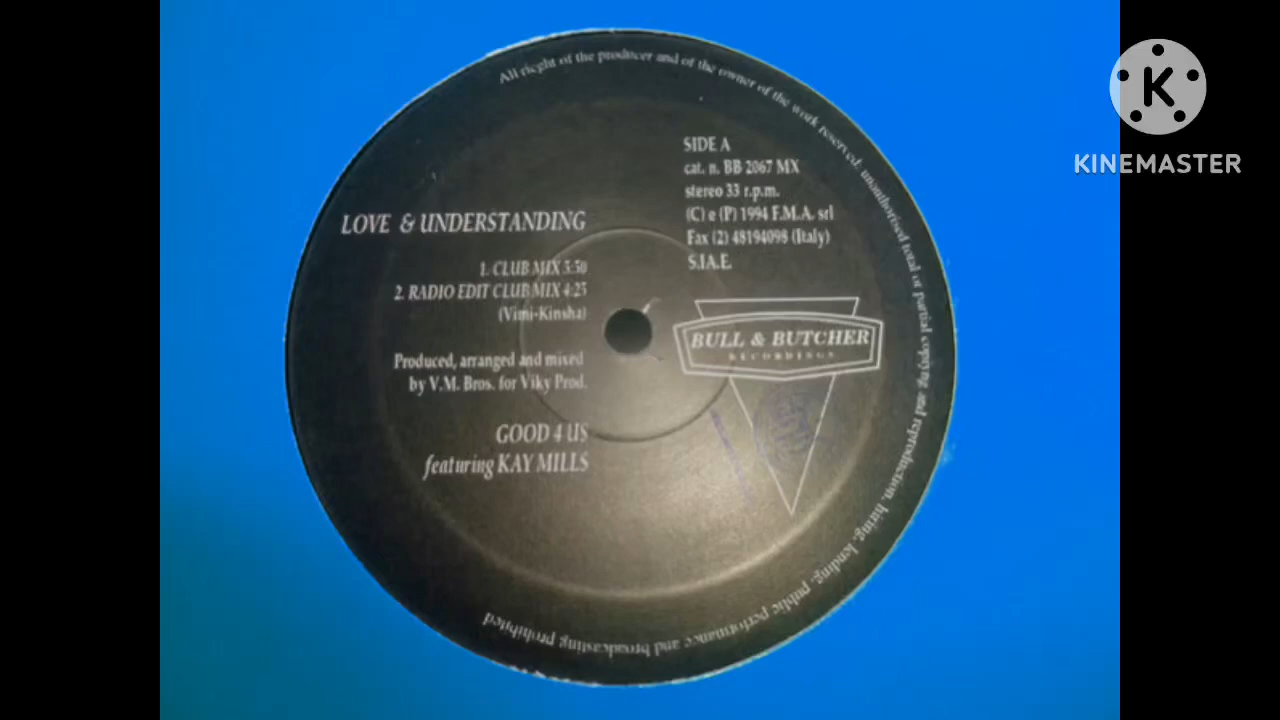 All rieght of the producer and of the owner of the work reserved. unauthorised total or partial copying and reproduction, hiring, lending, public performance and broadcasting prohibited
SIDE A
cat. n. BB 2067 MX
stereo 33 r.p.m.
(C) e (P) 1994 F.M.A. srl
Fax (2) 48194098 (Italy)
S.I.A.E.
LOVE & UNDERSTANDING
1. CLUB MIX 5:50
2. RADIO EDIT CLUB MIX 4:25
(Vimi-Kinsha)
Produced, arranged and mixed
by V.M. Bros. for Viky Prod.
GOOD 4 US
featuring KAY MILLS
BULL & BUTCHER
RECORDINGS
K
KINEMASTER